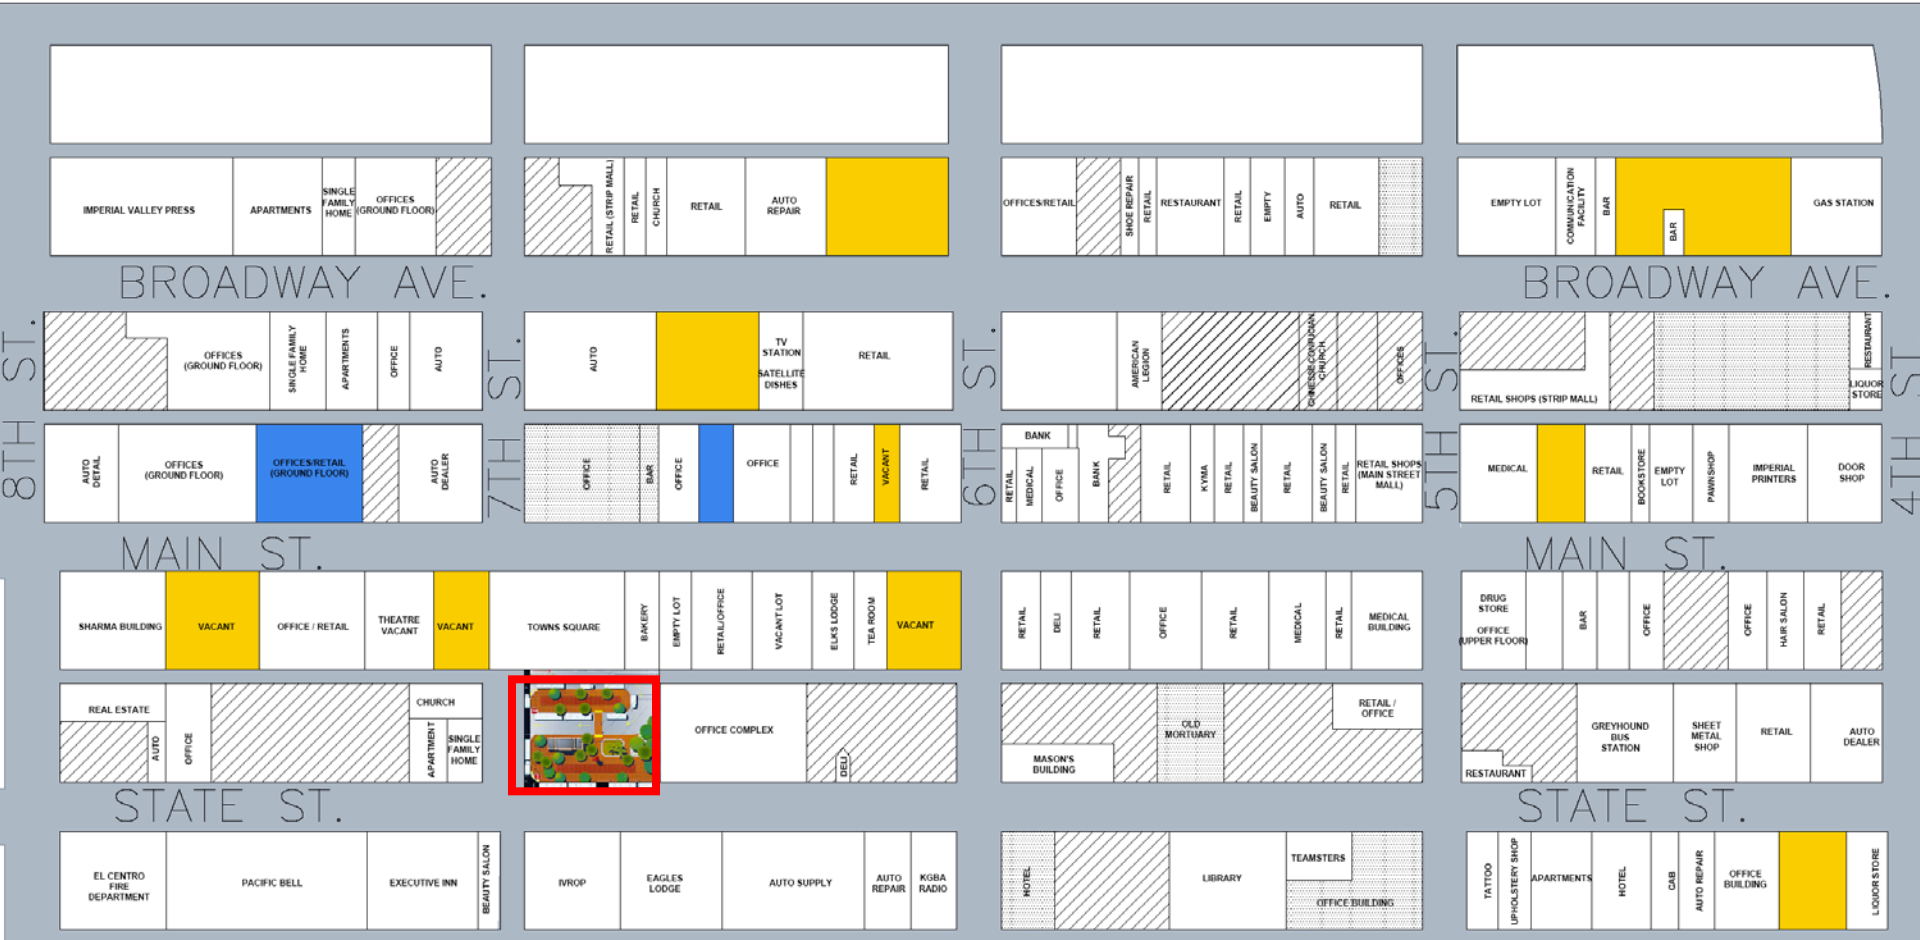 IMPERIAL VALLEY PRESS
APARTMENTS
SINGLE
FAMILY
HOME
OFFICES
(GROUND FLOOR)
RETAIL (STRIP MALL)
RETAIL
CHURCH
RETAIL
AUTO
REPAIR
OFFICES/RETAIL
SHOE REPAIR
RETAIL
RESTAURANT
RETAIL
EMPTY
AUTO
RETAIL
EMPTY LOT
COMMUNICATION
FACILITY
BAR
BAR
GAS STATION
BROADWAY AVE.
BROADWAY AVE.
8TH ST.
7TH ST.
6TH ST.
5TH ST.
4TH ST.
OFFICES
(GROUND FLOOR)
SINGLE FAMILY
HOME
APARTMENTS
OFFICE
AUTO
AUTO
TV
STATION
SATELLITE
DISHES
RETAIL
AMERICAN
LEGION
CHINESSE CONFUCIAN
CHURCH
OFFICES
RETAIL SHOPS (STRIP MALL)
RESTAURANT
LIQUOR
STORE
AUTO
DETAIL
OFFICES
(GROUND FLOOR)
OFFICES/RETAIL
(GROUND FLOOR)
AUTO
DEALER
OFFICE
BAR
OFFICE
OFFICE
RETAIL
VACANT
RETAIL
BANK
RETAIL
MEDICAL
OFFICE
BANK
RETAIL
KYMA
RETAIL
BEAUTY SALON
RETAIL
BEAUTY SALON
RETAIL
RETAIL SHOPS
(MAIN STREET
MALL)
MEDICAL
RETAIL
BOOKSTORE
EMPTY
LOT
PAWNSHOP
IMPERIAL
PRINTERS
DOOR
SHOP
MAIN ST.
MAIN ST.
SHARMA BUILDING
VACANT
OFFICE / RETAIL
THEATRE
VACANT
VACANT
TOWNS SQUARE
BAKERY
EMPTY LOT
RETAIL/OFFICE
VACANT LOT
ELKS LODGE
TEA ROOM
VACANT
RETAIL
DELI
RETAIL
OFFICE
RETAIL
MEDICAL
RETAIL
MEDICAL
BUILDING
DRUG
STORE
OFFICE
(UPPER FLOOR)
BAR
OFFICE
OFFICE
HAIR SALON
RETAIL
REAL ESTATE
AUTO
OFFICE
CHURCH
APARTMENT
SINGLE
FAMILY
HOME
OFFICE COMPLEX
DELI
MASON'S
BUILDING
OLD
MORTUARY
RETAIL /
OFFICE
RESTAURANT
GREYHOUND
BUS
STATION
SHEET
METAL
SHOP
RETAIL
AUTO
DEALER
STATE ST.
STATE ST.
EL CENTRO
FIRE
DEPARTMENT
PACIFIC BELL
EXECUTIVE INN
BEAUTY SALON
IVROP
EAGLES
LODGE
AUTO SUPPLY
AUTO
REPAIR
KGBA
RADIO
HOTEL
LIBRARY
TEAMSTERS
OFFICE BUILDING
TATTOO
UPHOLSTERY SHOP
APARTMENTS
HOTEL
CAB
AUTO REPAIR
OFFICE
BUILDING
LIQUOR STORE